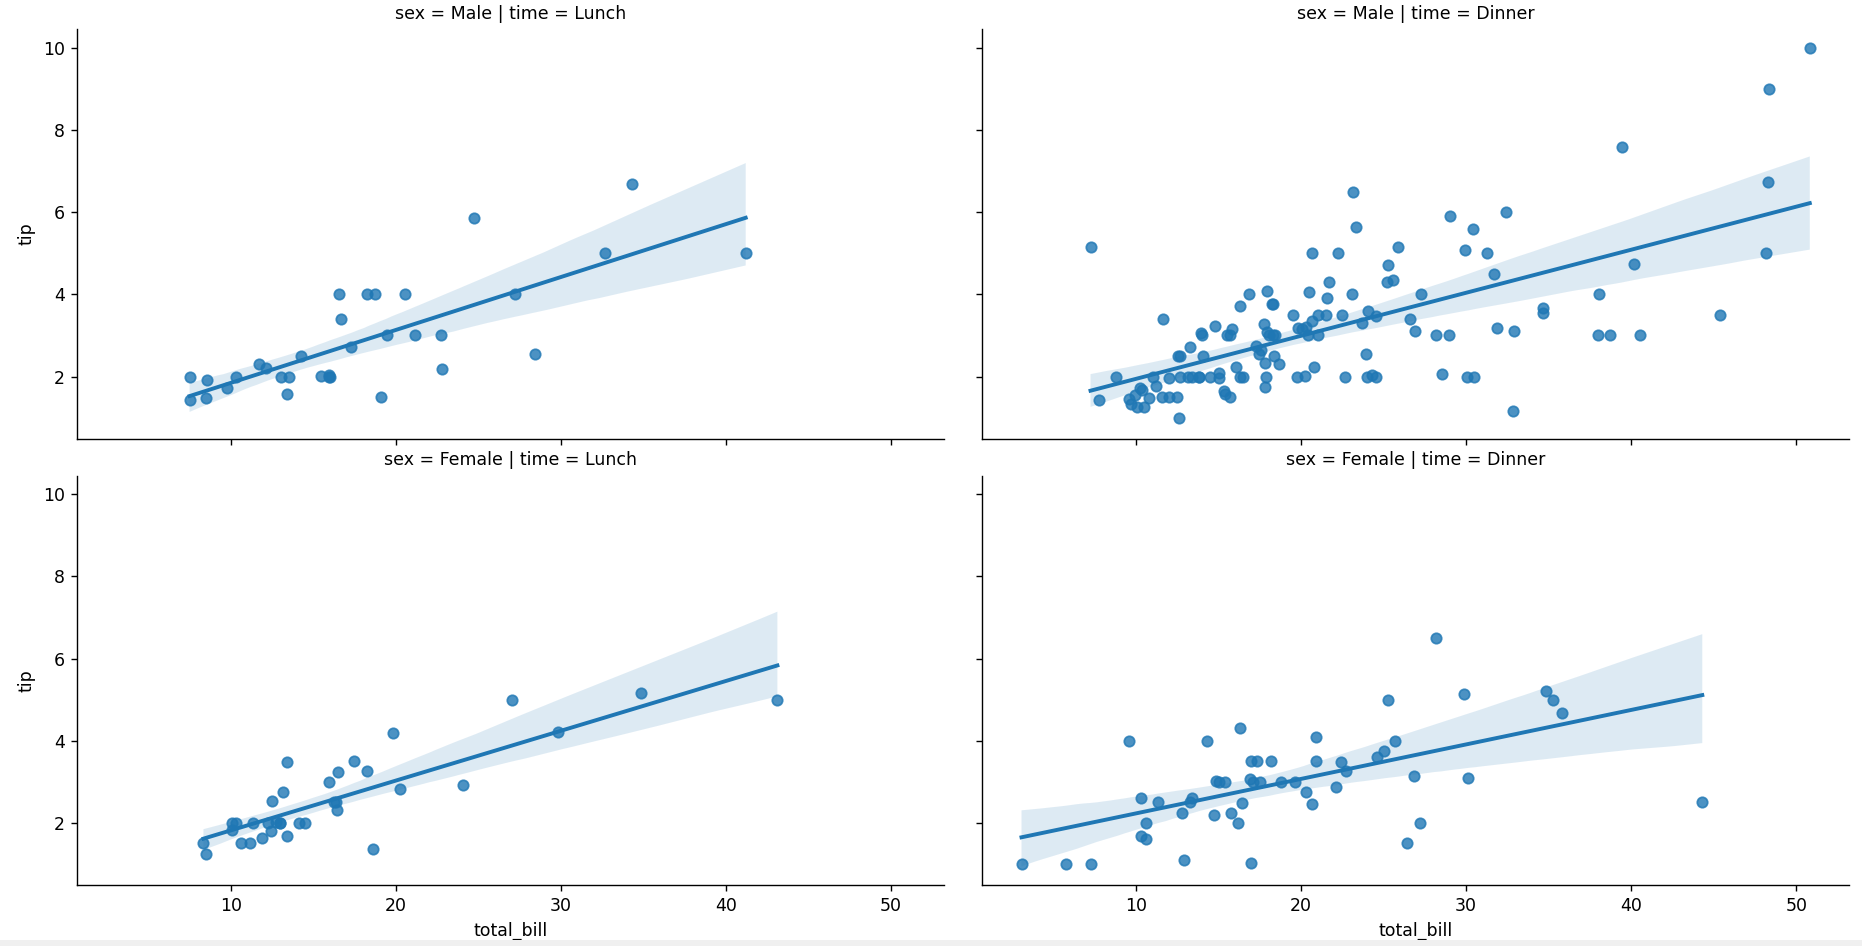 sex = Male | time = Lunch
sex = Male | time = Dinner
10
8
6
4
2
tip
sex = Female | time = Lunch
sex = Female | time = Dinner
10
8
6
4
2
tip
10 20 30 40 50
10 20 30 40 50
total_bill
total_bill